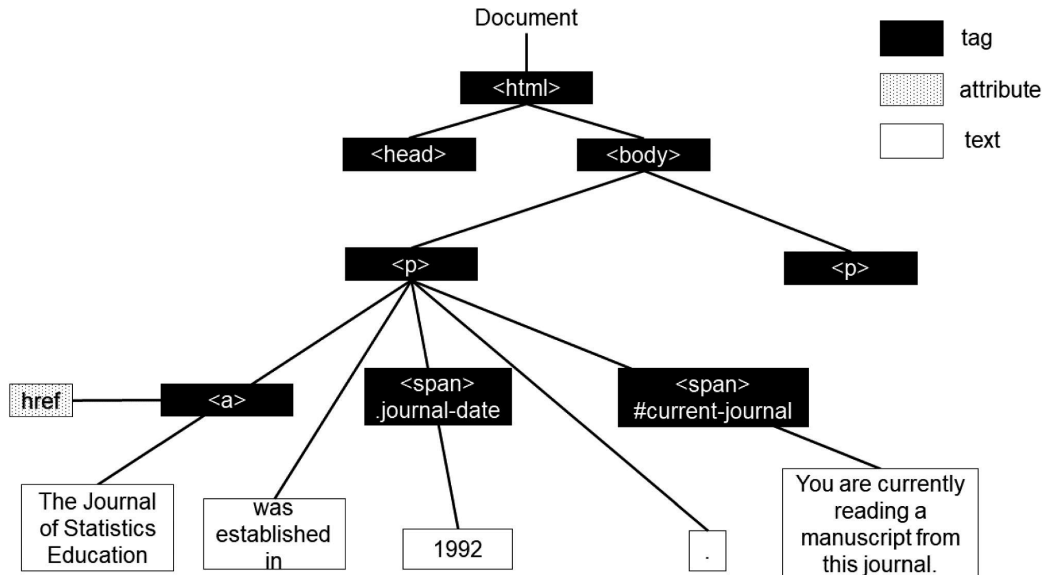 Document
tag
<html>
attribute
<head>
<body>
text
<p>
<p>
href
<a>
<span>
.journal-date
<span>
#current-journal
The Journal
of Statistics
Education
was
established
in
1992
.
You are currently
reading a
manuscript from
this journal.